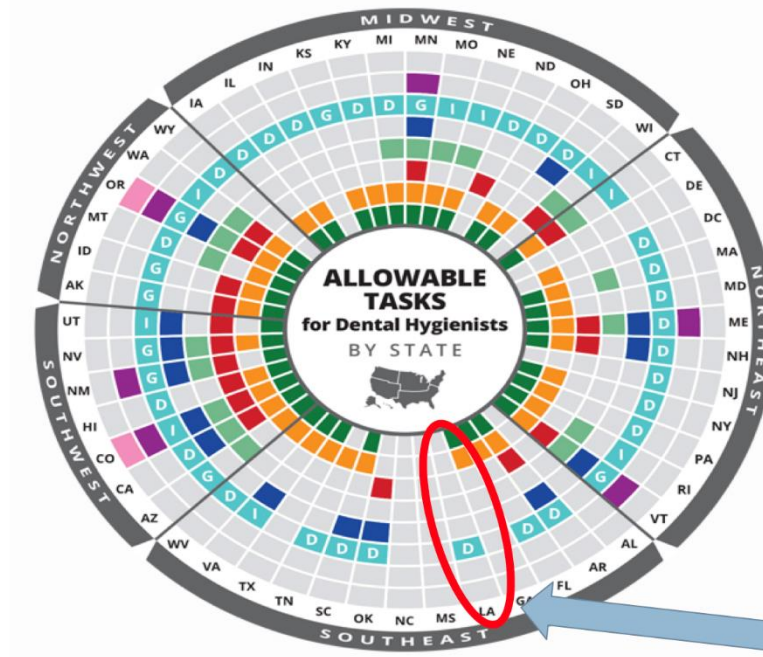 MIDWEST
IA
IL
IN
KS
KY
MI
MN
MO
NE
ND
OH
SD
WI
NORTHEAST
CT
DE
DC
MA
MD
ME
NH
NJ
NY
PA
RI
VT
SOUTHEAST
AL
AR
FL
GA
LA
MS
NC
OK
SC
TN
TX
VA
WV
SOUTHWEST
AZ
CA
CO
HI
NM
NV
UT
NORTHWEST
AK
ID
MT
OR
WA
WY
D D D D G D D G I I D D D I I
D D D D D D D D I G
D D D D D D I
D G D I D G G I
G G D G I
ALLOWABLE
TASKS
for Dental Hygienists
BY STATE